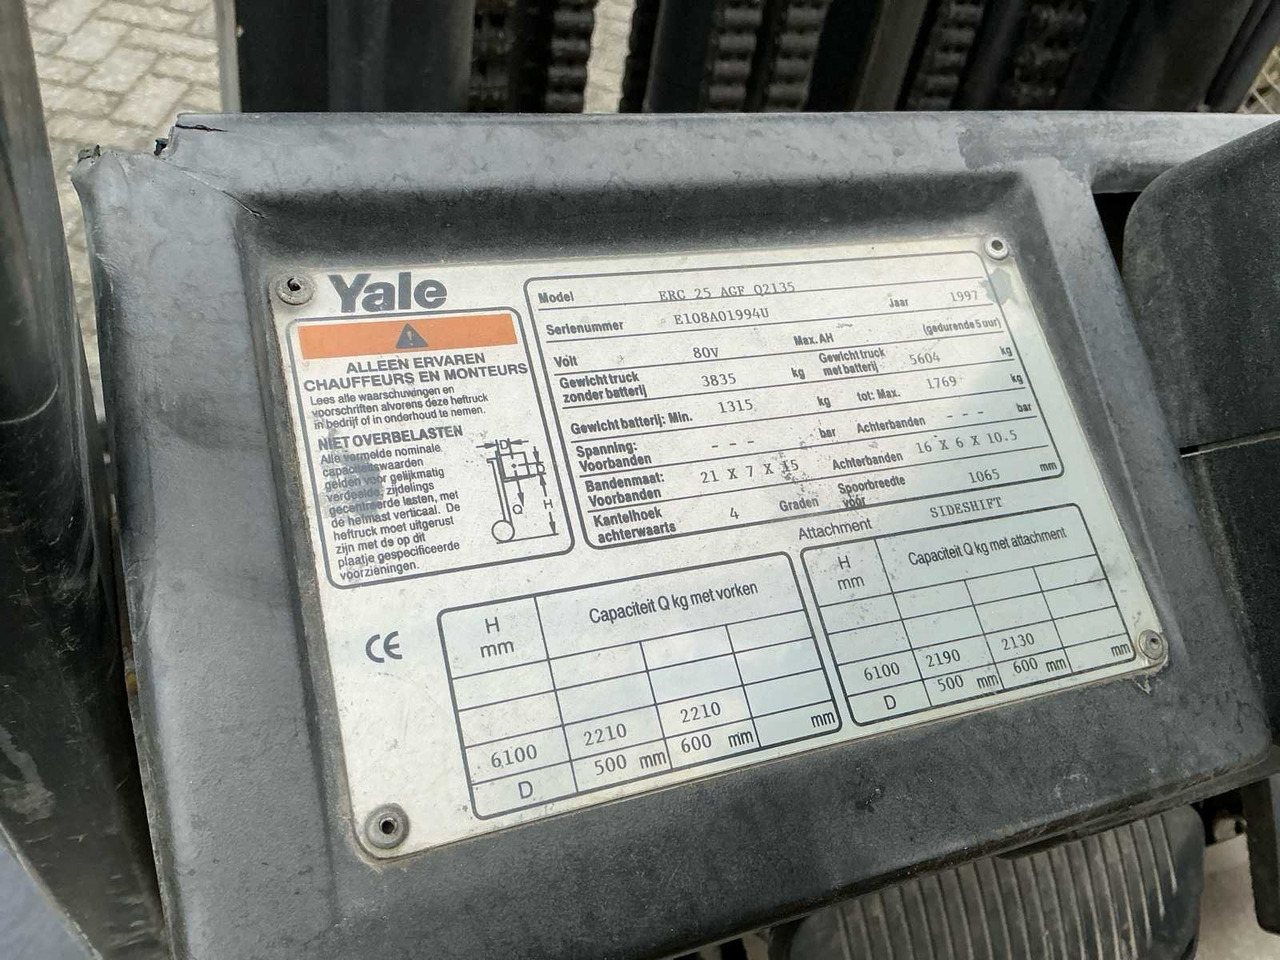 Yale
ALLEEN ERVAREN
CHAUFFEURS EN MONTEURS
Lees alle waarschuwingen en
voorschriften alvorens deze heftruck
in bedrijf of in onderhoud te nemen.
NIET OVERBELASTEN
Alle vermelde nominale
capaciteitswaarden
gelden voor gelijkmatig
verdeelde, zijdelings
gecentreerde lasten, met
de hefmast verticaal. De
heftruck moet uitgerust
zijn met de op dit
plaatje gespecificeerde
voorzieningen.
D
Q
H
Model ERC 25 AGF Q2135
Serienummer E108A01994U Jaar 1997
Volt 80V Max. AH (gedurende 5 uur)
Gewicht truck zonder batterij 3835 kg Gewicht truck met batterij 5604 kg
Gewicht batterij: Min. 1315 kg tot: Max. 1769 kg
Spanning: Voorbanden - - - bar Achterbanden - - - bar
Bandenmaat: Voorbanden 21 X 7 X 15 Achterbanden 16 X 6 X 10.5
Kantelhoek achterwaarts 4 Graden Spoorbreedte vóór 1065 mm
Attachment SIDESHIFT
CE
H mm Capaciteit Q kg met vorken
6100 2210 2210
D 500 mm 600 mm mm
H mm Capaciteit Q kg met attachment
6100 2190 2130
D 500 mm 600 mm mm